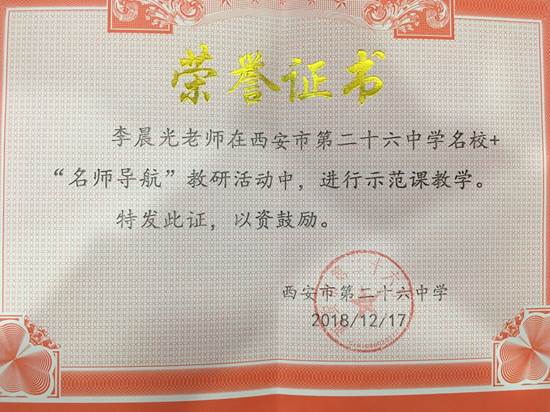 荣誉证书
李晨光老师在西安市第二十六中学名校+
“名师导航”教研活动中，进行示范课教学。
特发此证，以资鼓励。
西安市第二十六中学
2018/12/17